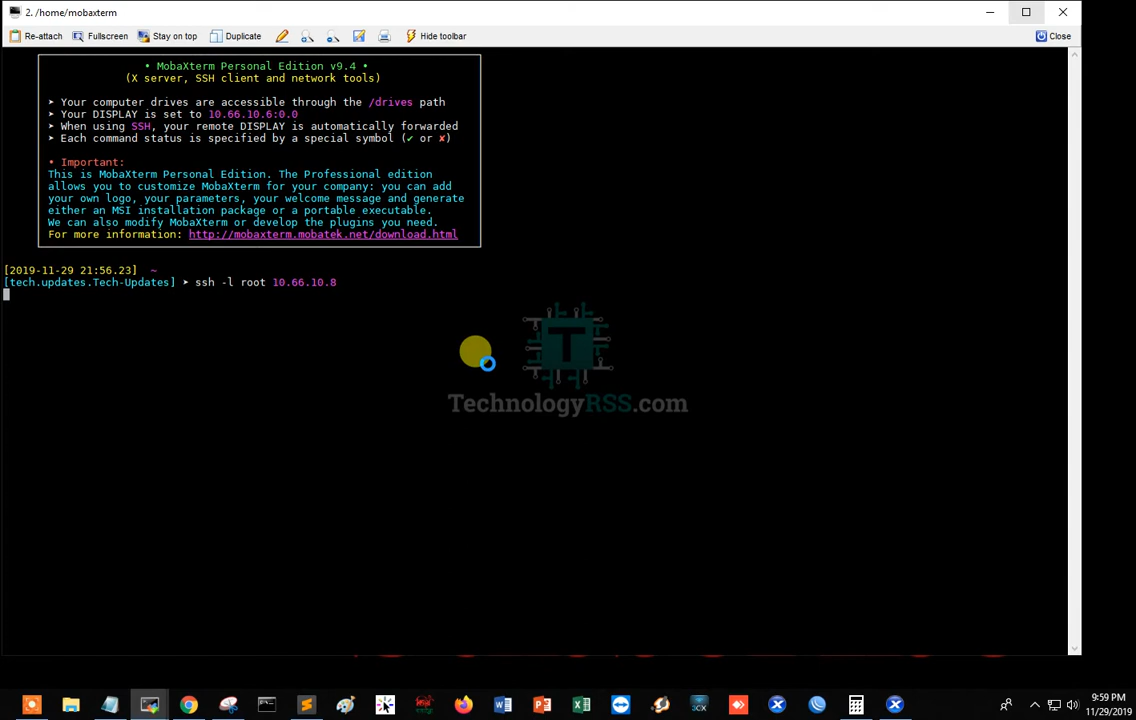 2. /home/mobaxterm
Re-attach Fullscreen Stay on top Duplicate Hide toolbar Close
• MobaXterm Personal Edition v9.4 •
(X server, SSH client and network tools)
➤ Your computer drives are accessible through the /drives path
➤ Your DISPLAY is set to 10.66.10.6:0.0
➤ When using SSH, your remote DISPLAY is automatically forwarded
➤ Each command status is specified by a special symbol (✔ or ✘)
• Important:
This is MobaXterm Personal Edition. The Professional edition
allows you to customize MobaXterm for your company: you can add
your own logo, your parameters, your welcome message and generate
either an MSI installation package or a portable executable.
We can also modify MobaXterm or develop the plugins you need.
For more information: http://mobaxterm.mobatek.net/download.html
[2019-11-29 21:56.23] ~
[tech.updates.Tech-Updates] ➤ ssh -l root 10.66.10.8
T
TechnologyRSS.com
3CX
9:59 PM
11/29/2019